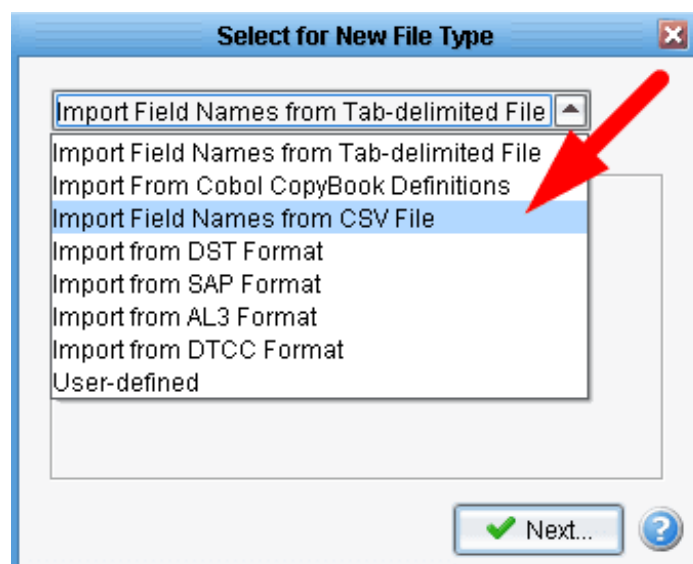 Select for New File Type
Import Field Names from Tab-delimited File
Import Field Names from Tab-delimited File
Import From Cobol CopyBook Definitions
Import Field Names from CSV File
Import from DST Format
Import from SAP Format
Import from AL3 Format
Import from DTCC Format
User-defined
Next...
?